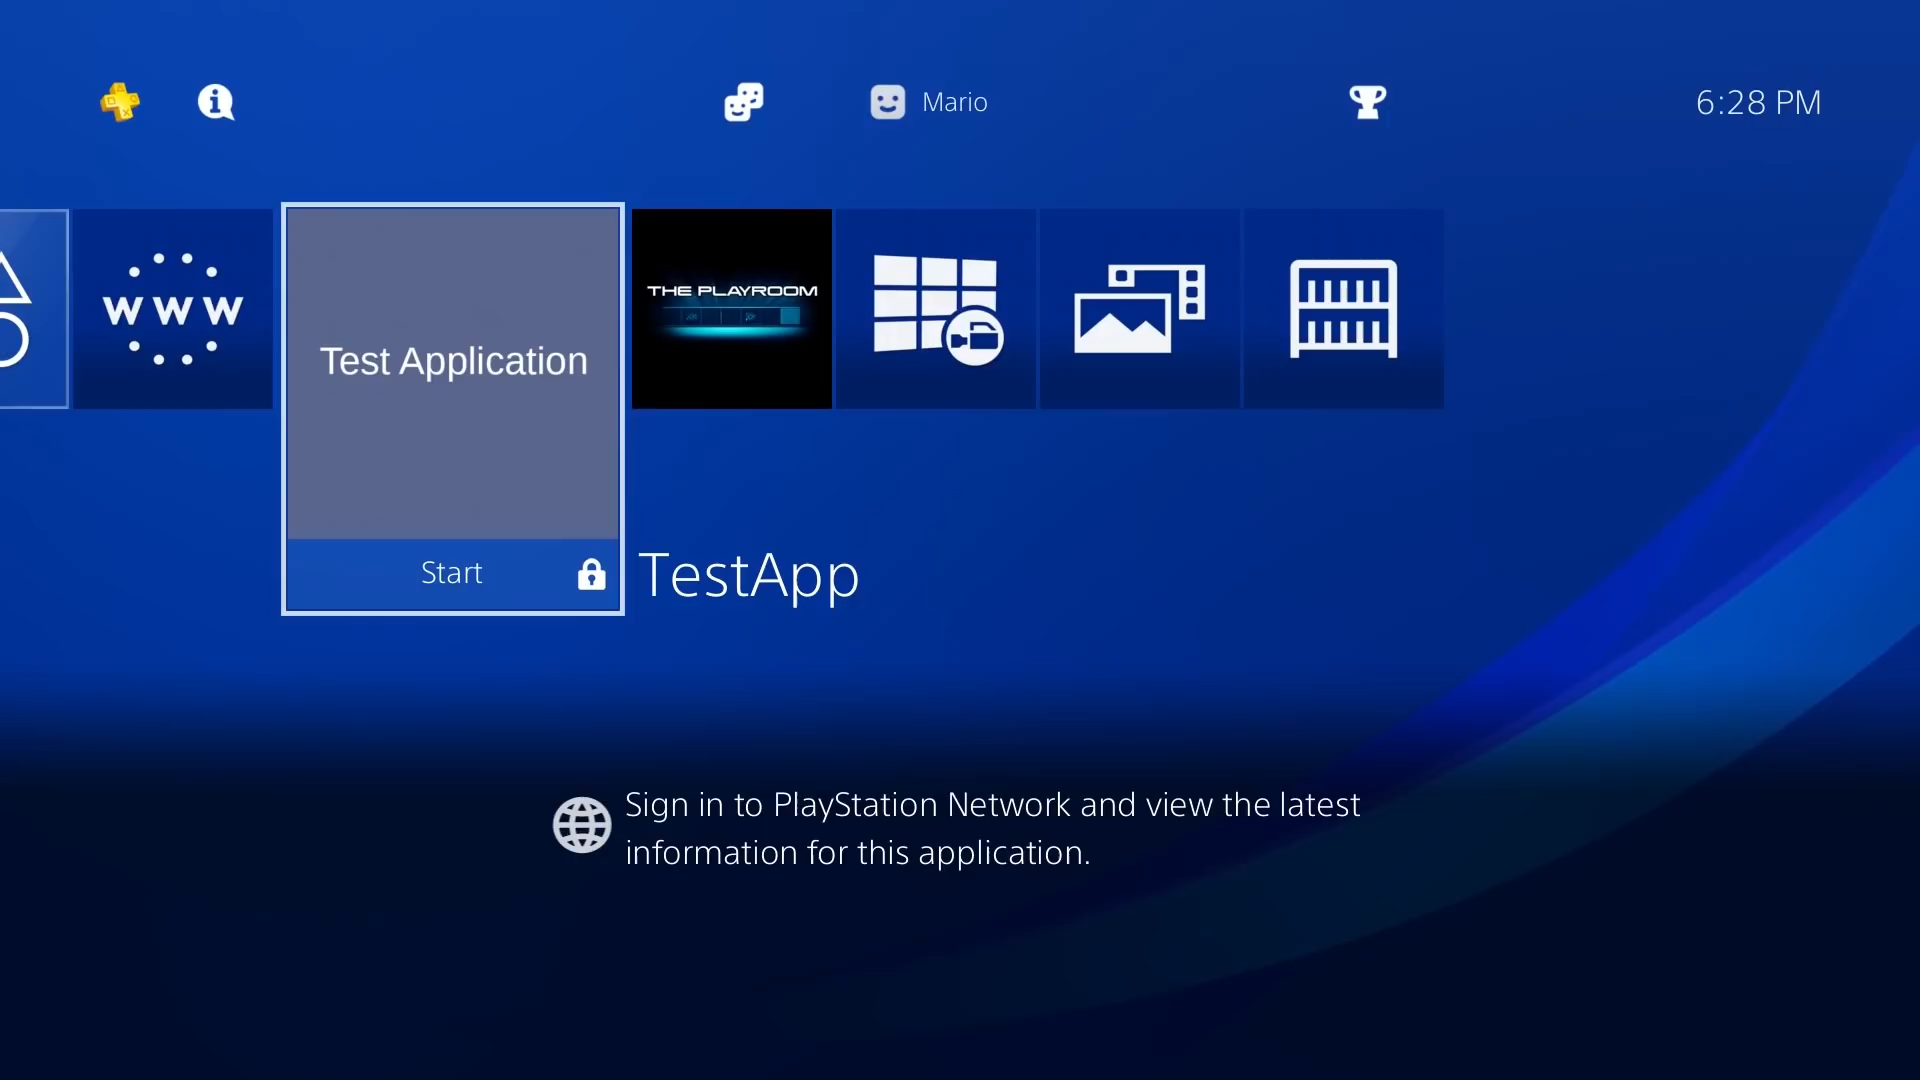 Mario
6:28 PM
WWW
Test Application
THE PLAYROOM
Start
TestApp
Sign in to PlayStation Network and view the latest
information for this application.